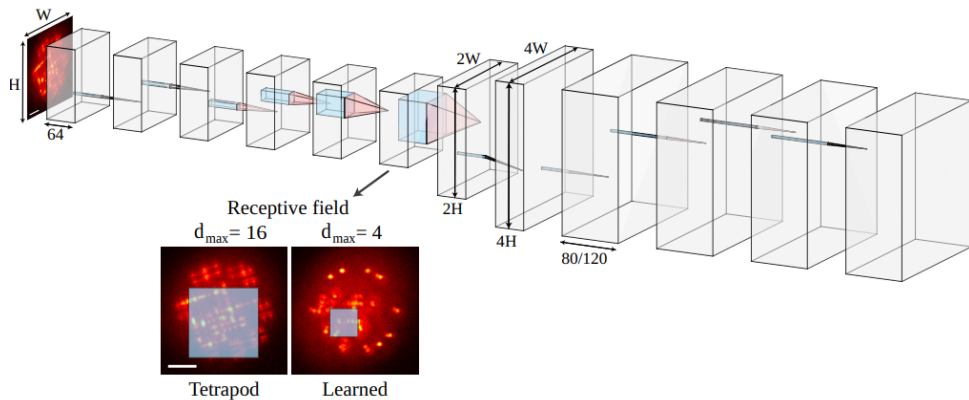 W
H
64
2W
4W
2H
4H
80/120
Receptive field
d_max= 16 d_max= 4
Tetrapod Learned